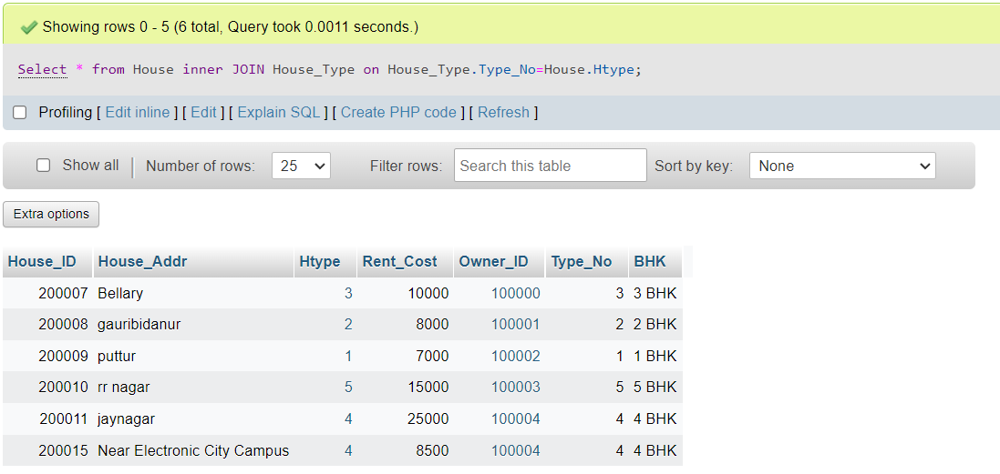 Showing rows 0 - 5 (6 total, Query took 0.0011 seconds.)
Select * from House inner JOIN House_Type on House_Type.Type_No=House.Htype;
Profiling [ Edit inline ] [ Edit ] [ Explain SQL ] [ Create PHP code ] [ Refresh ]
Show all Number of rows: 25 Filter rows: Search this table Sort by key: None
Extra options
House_ID House_Addr Htype Rent_Cost Owner_ID Type_No BHK
200007 Bellary 3 10000 100000 3 3 BHK
200008 gauribidanur 2 8000 100001 2 2 BHK
200009 puttur 1 7000 100002 1 1 BHK
200010 rr nagar 5 15000 100003 5 5 BHK
200011 jaynagar 4 25000 100004 4 4 BHK
200015 Near Electronic City Campus 4 8500 100004 4 4 BHK